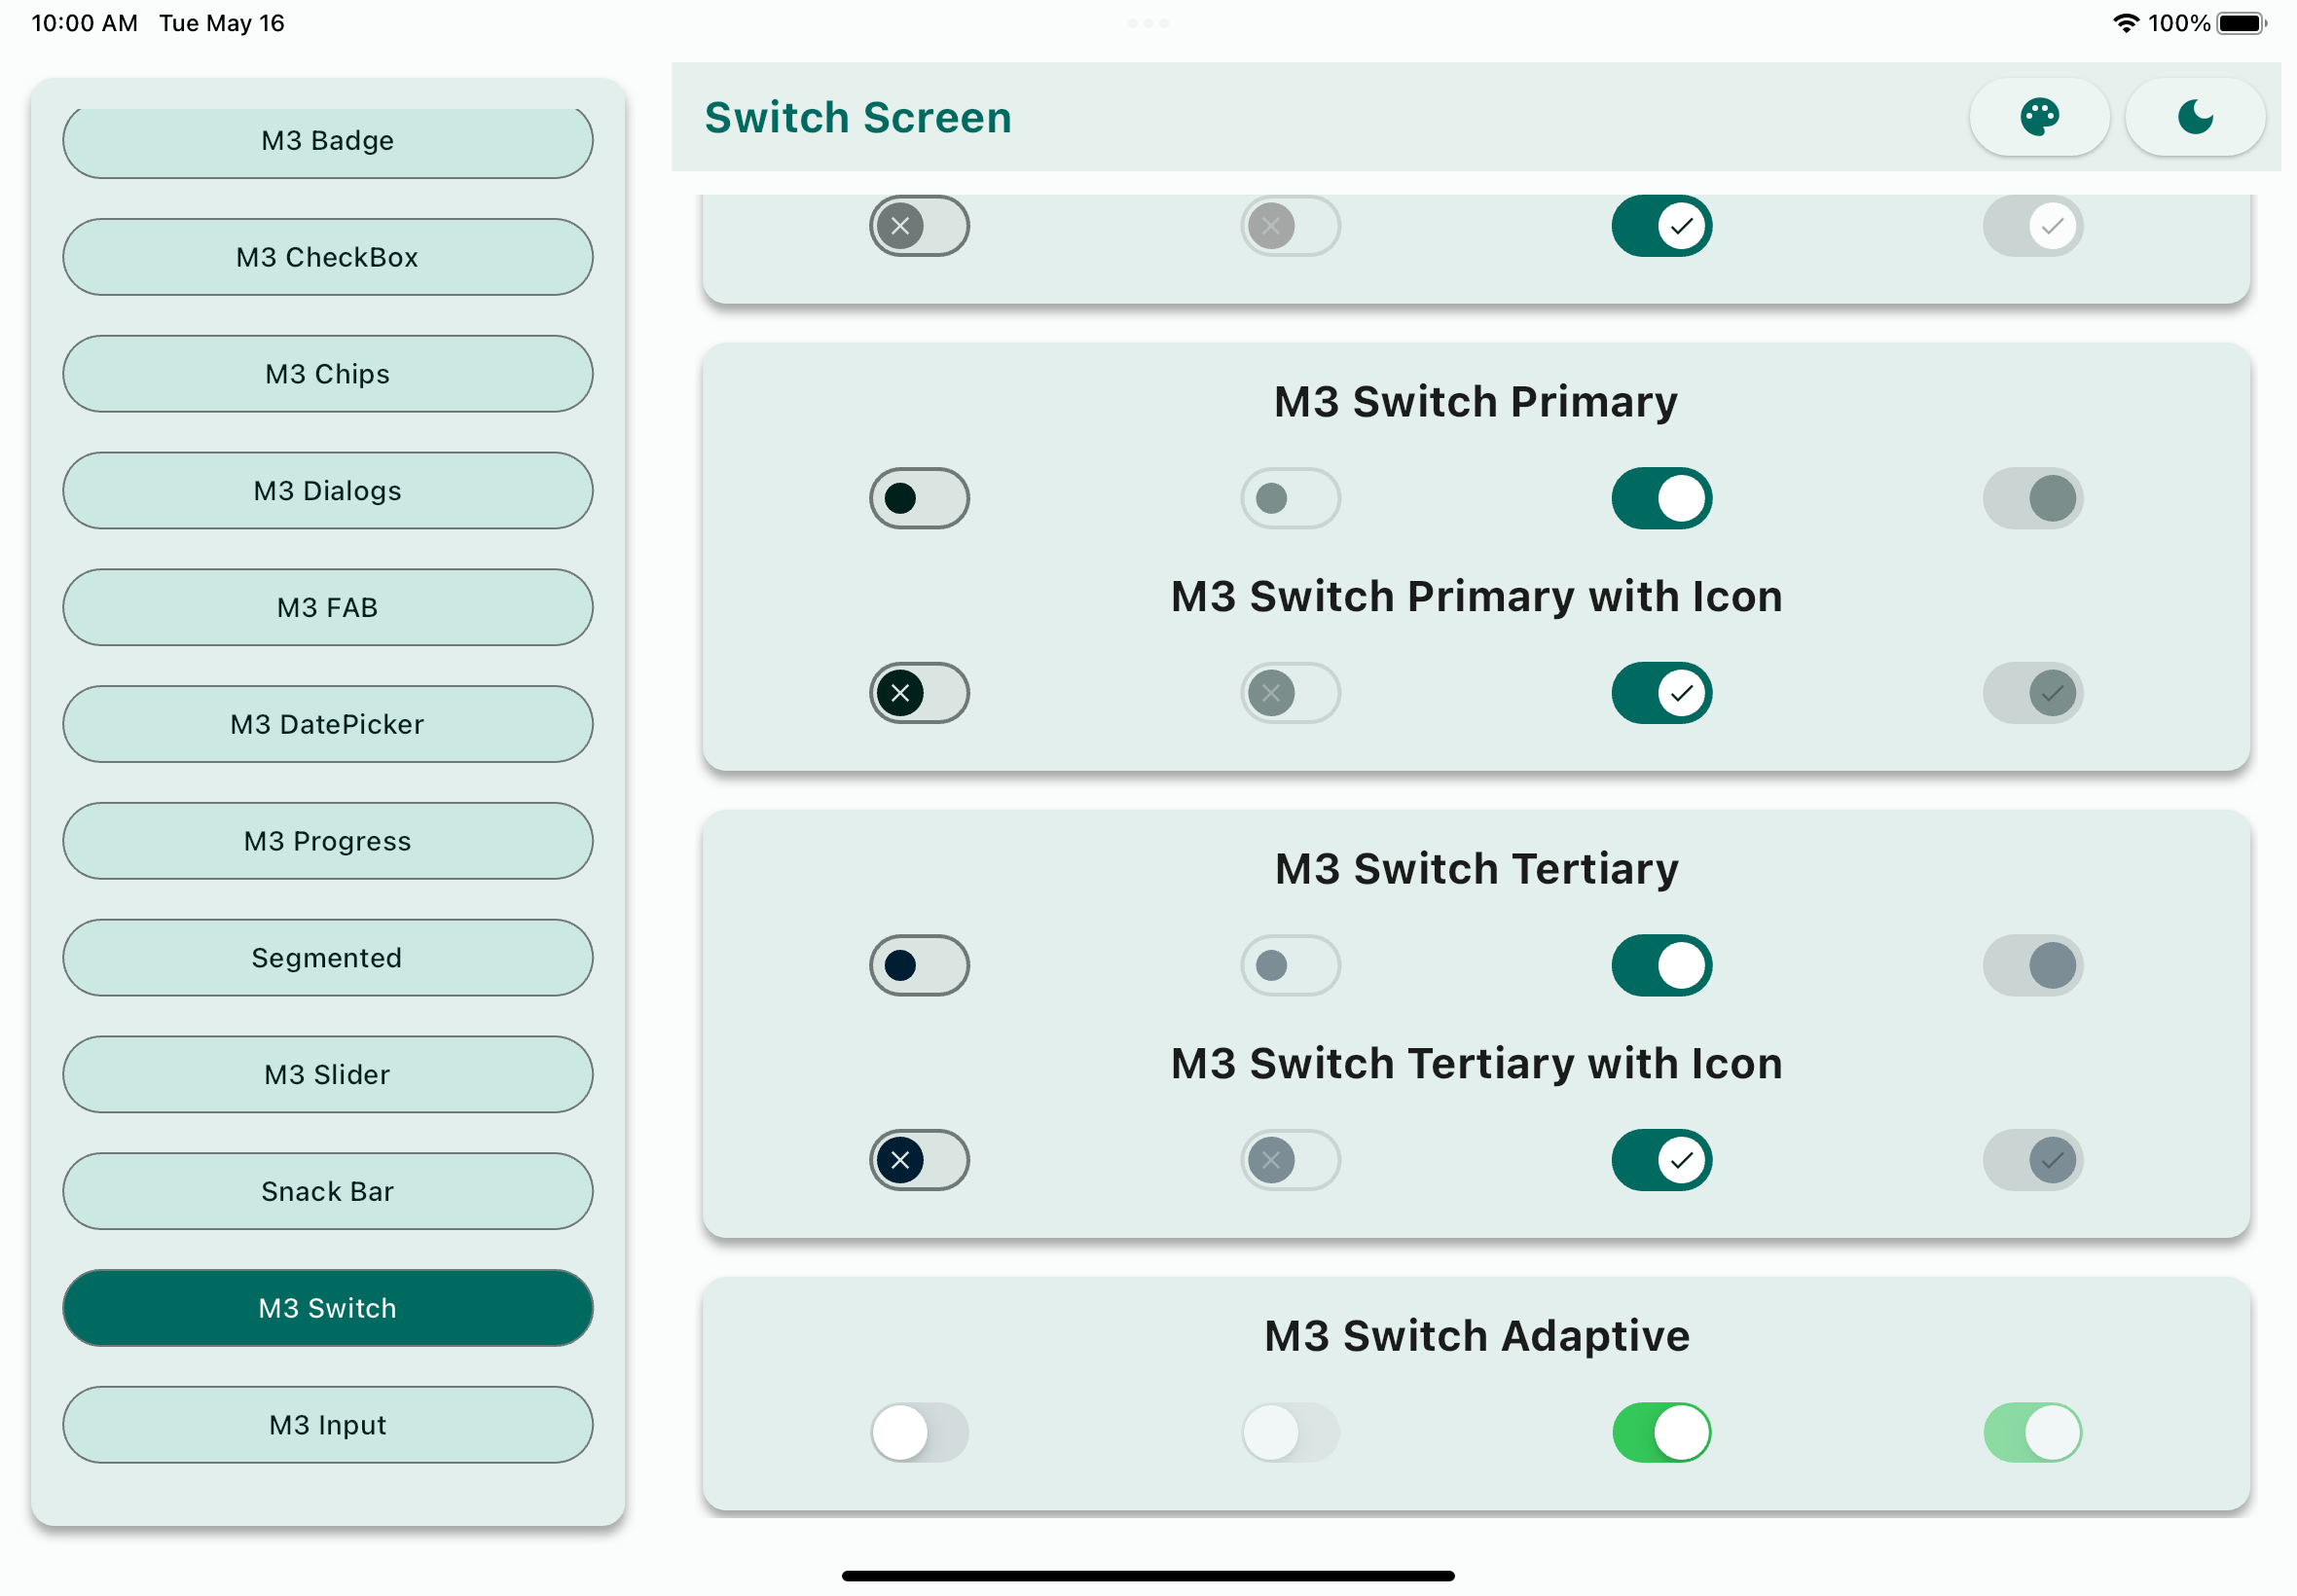 10:00 AM Tue May 16
100%
M3 Badge
M3 CheckBox
M3 Chips
M3 Dialogs
M3 FAB
M3 DatePicker
M3 Progress
Segmented
M3 Slider
Snack Bar
M3 Switch
M3 Input
Switch Screen
M3 Switch Primary
M3 Switch Primary with Icon
M3 Switch Tertiary
M3 Switch Tertiary with Icon
M3 Switch Adaptive